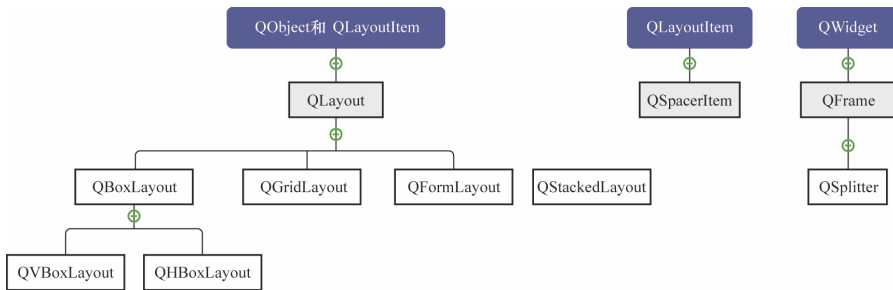 QObject和 QLayoutItem
QLayoutItem
QWidget
QLayout
QSpacerItem
QFrame
QBoxLayout
QGridLayout
QFormLayout
QStackedLayout
QSplitter
QVBoxLayout
QHBoxLayout